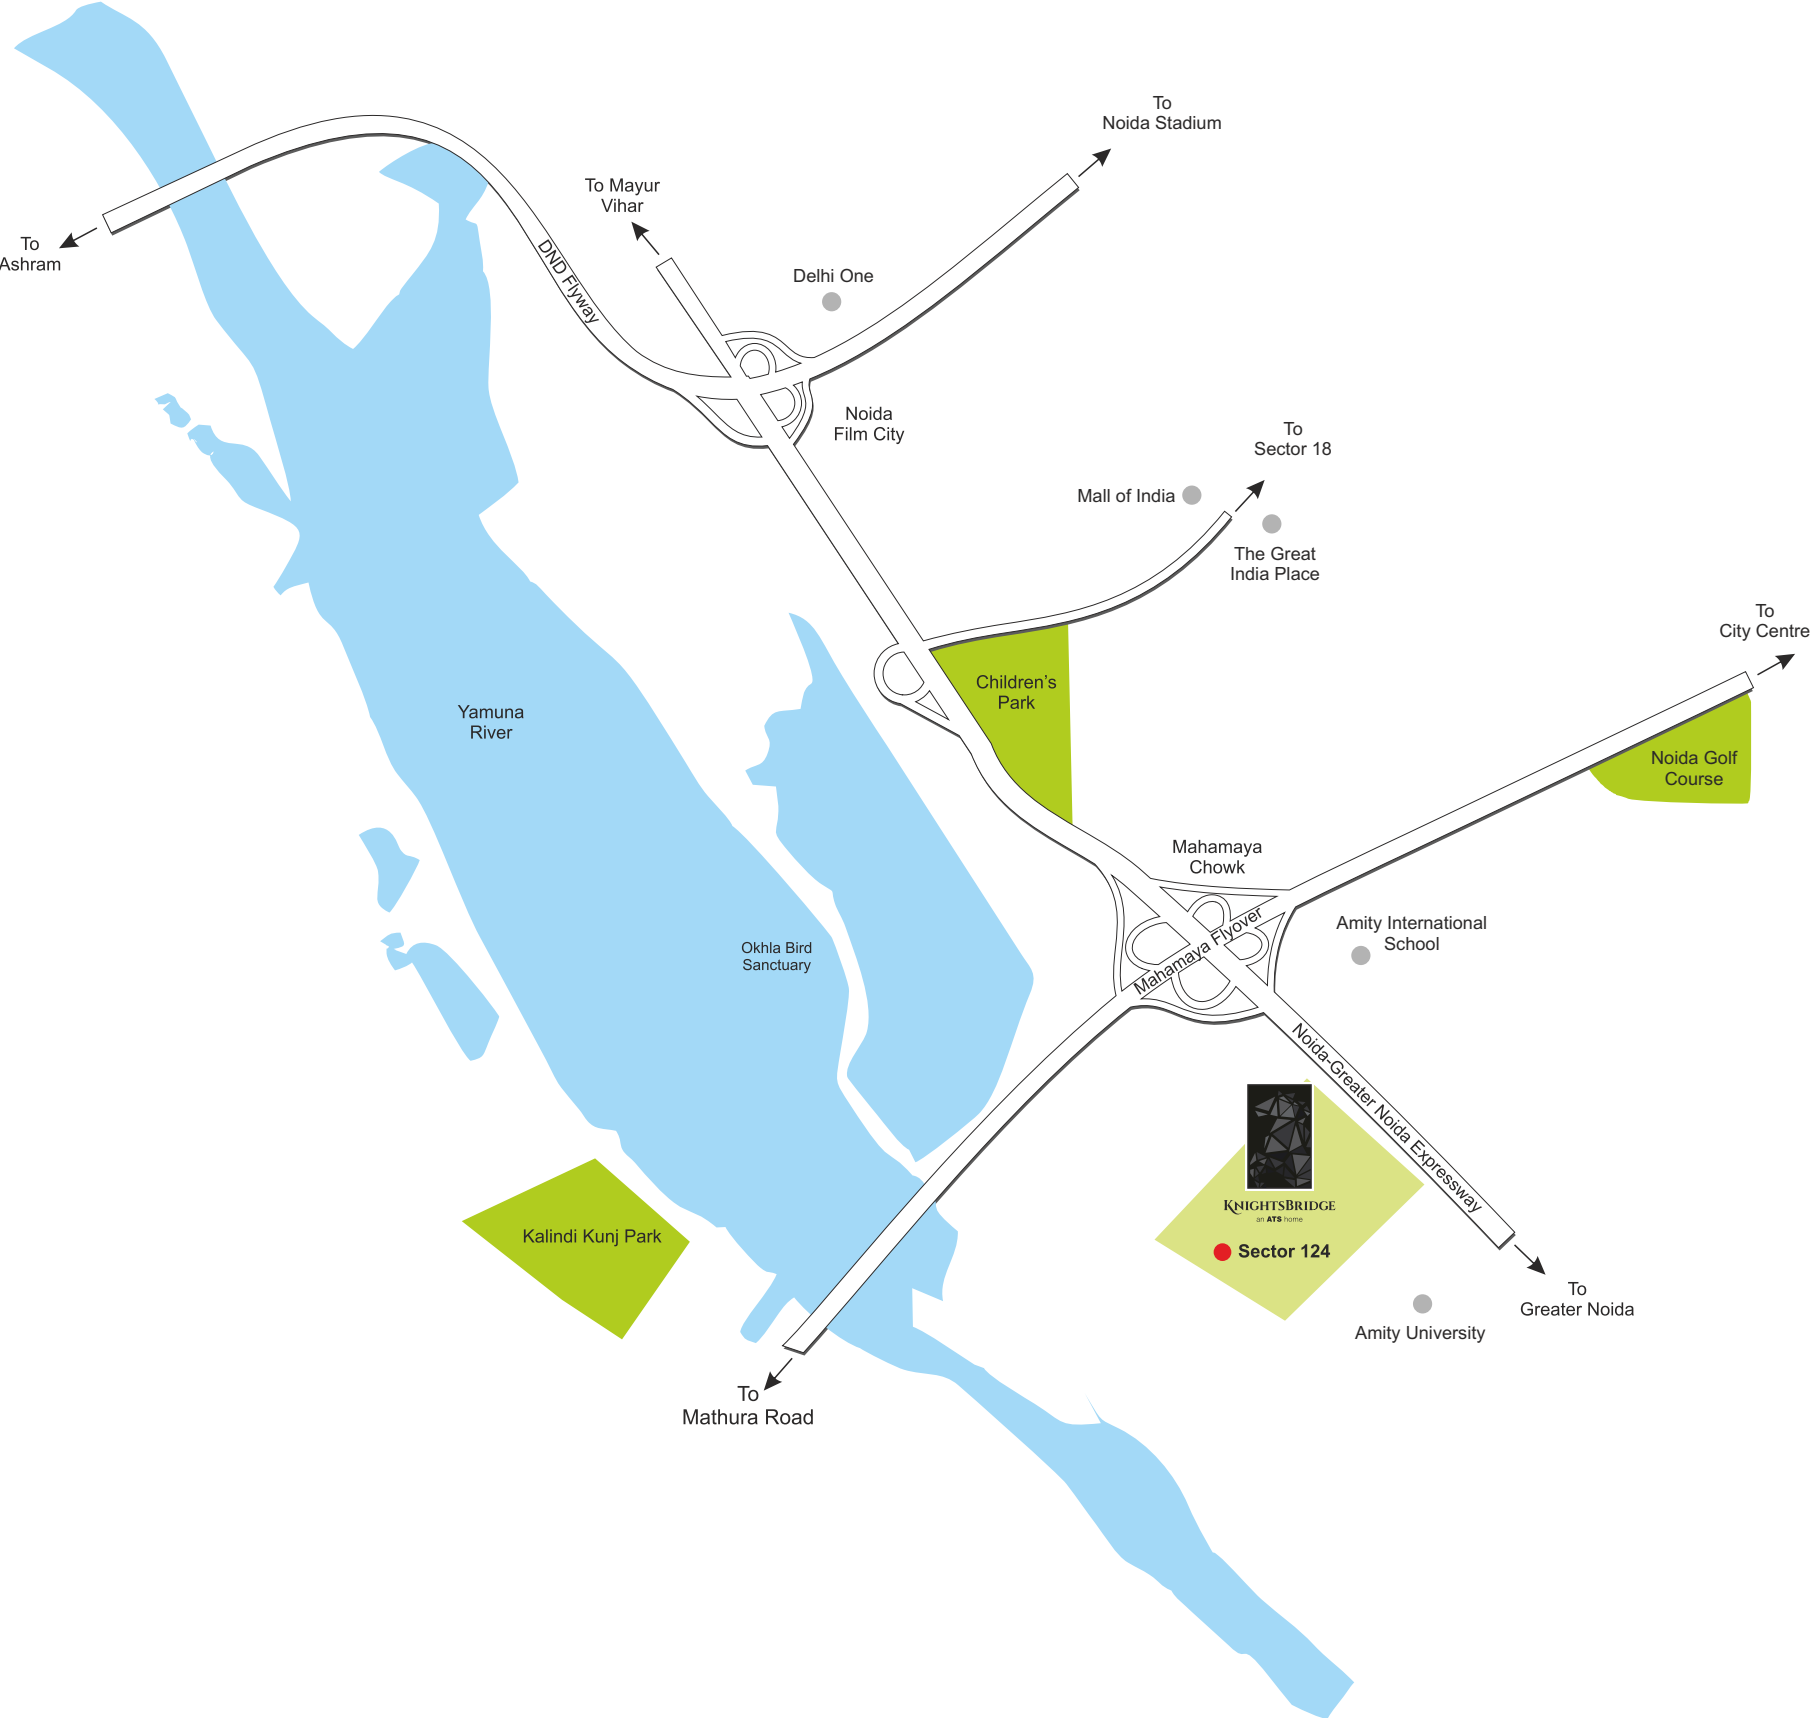 To
Noida Stadium
To Mayur
Vihar
To
Ashram
DND Flyway
Delhi One
Noida
Film City
To
Sector 18
Mall of India
The Great
India Place
To
City Centre
Children's
Park
Yamuna
River
Noida Golf
Course
Mahamaya
Chowk
Mahamaya Flyover
Amity International
School
Okhla Bird
Sanctuary
Noida-Greater Noida Expressway
KNIGHTSBRIDGE
an ATS home
Sector 124
Kalindi Kunj Park
To
Greater Noida
Amity University
To
Mathura Road